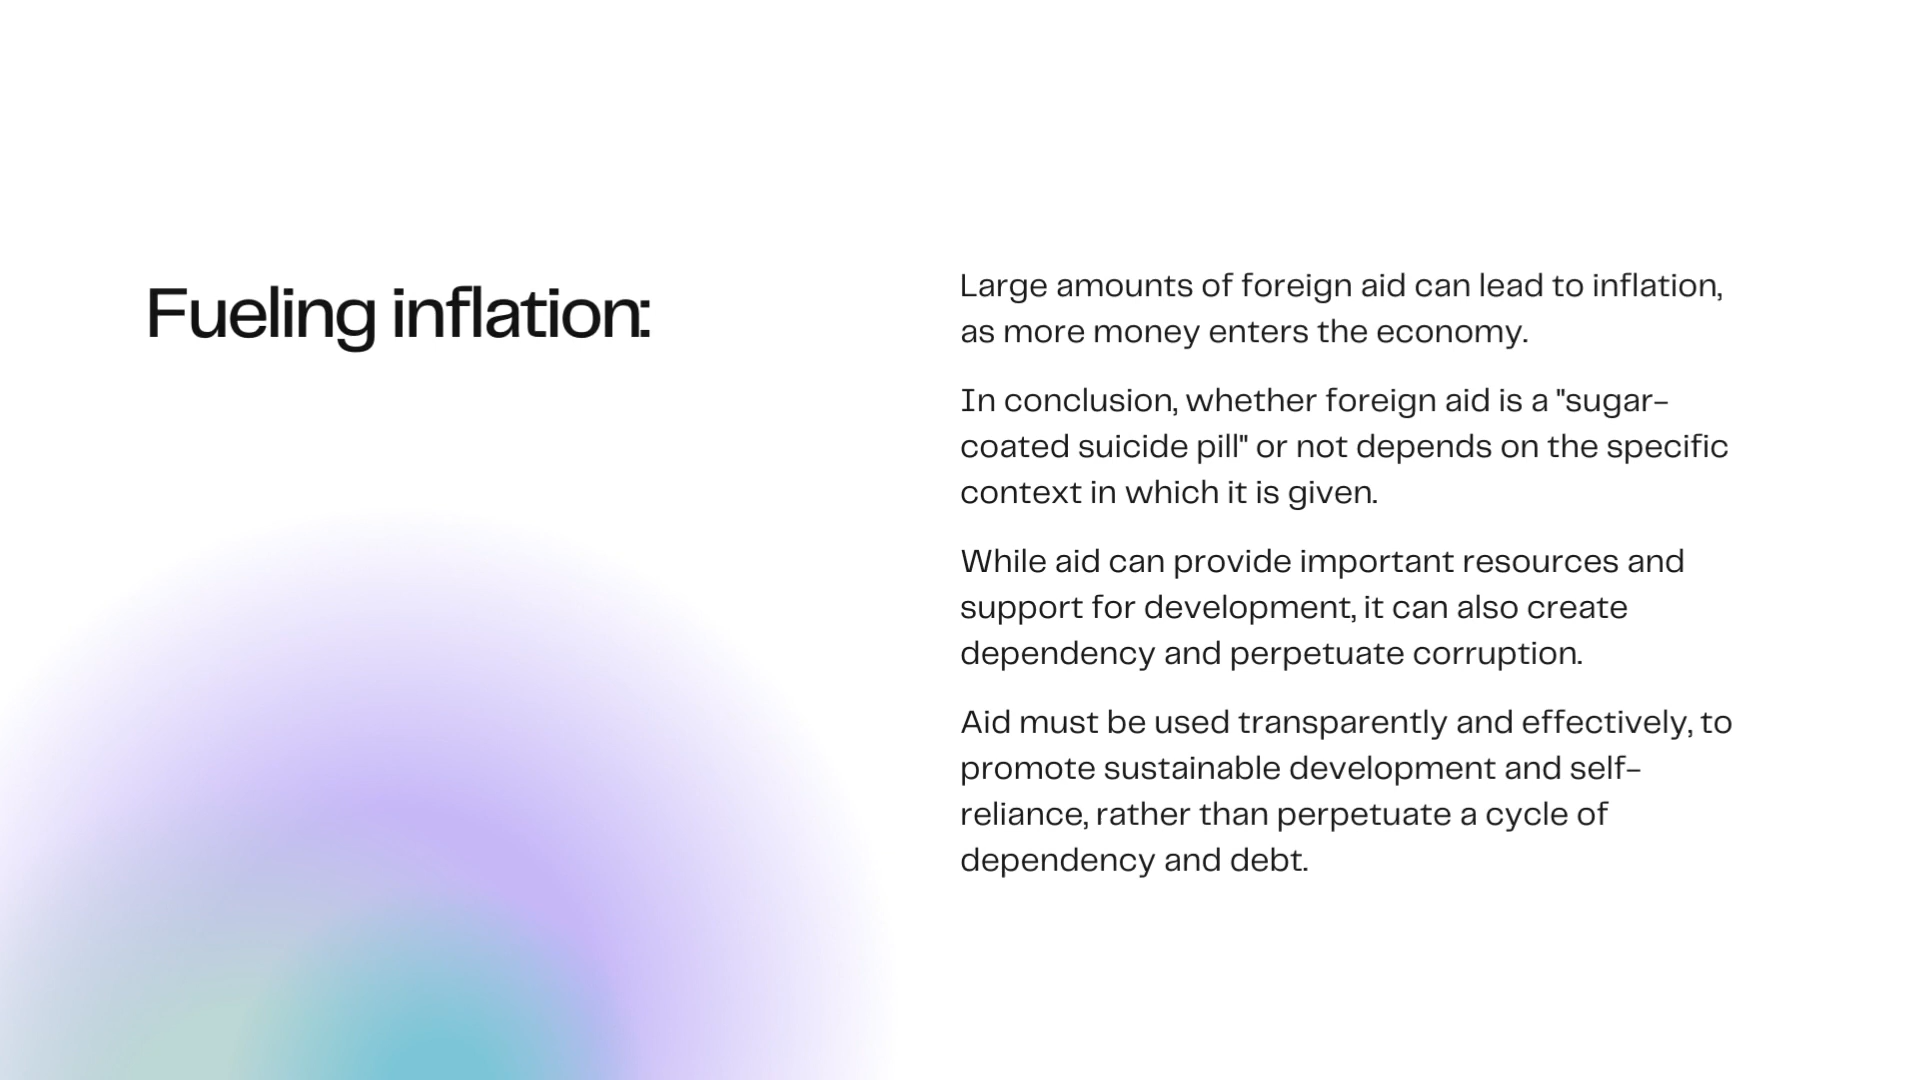 Fueling inflation:
Large amounts of foreign aid can lead to inflation,
as more money enters the economy.
In conclusion, whether foreign aid is a "sugar-
coated suicide pill" or not depends on the specific
context in which it is given.
While aid can provide important resources and
support for development, it can also create
dependency and perpetuate corruption.
Aid must be used transparently and effectively, to
promote sustainable development and self-
reliance, rather than perpetuate a cycle of
dependency and debt.